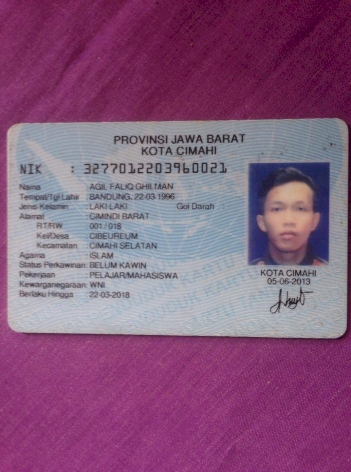 PROVINSI JAWA BARAT
KOTA CIMAHI
NIK : 3277012203960021
Nama : AGIL FALIQ GHILMAN
Tempat/Tgl Lahir : BANDUNG, 22-03-1996
Jenis Kelamin : LAKI-LAKI Gol Darah
Alamat : CIMINDI BARAT
RT/RW : 001 / 018
Kel/Desa : CIBEUREUM
Kecamatan : CIMAHI SELATAN
Agama : ISLAM
Status Perkawinan: BELUM KAWIN
Pekerjaan : PELAJAR/MAHASISWA
Kewarganegaraan: WNI
Berlaku Hingga : 22-03-2018
KOTA CIMAHI
05-06-2013